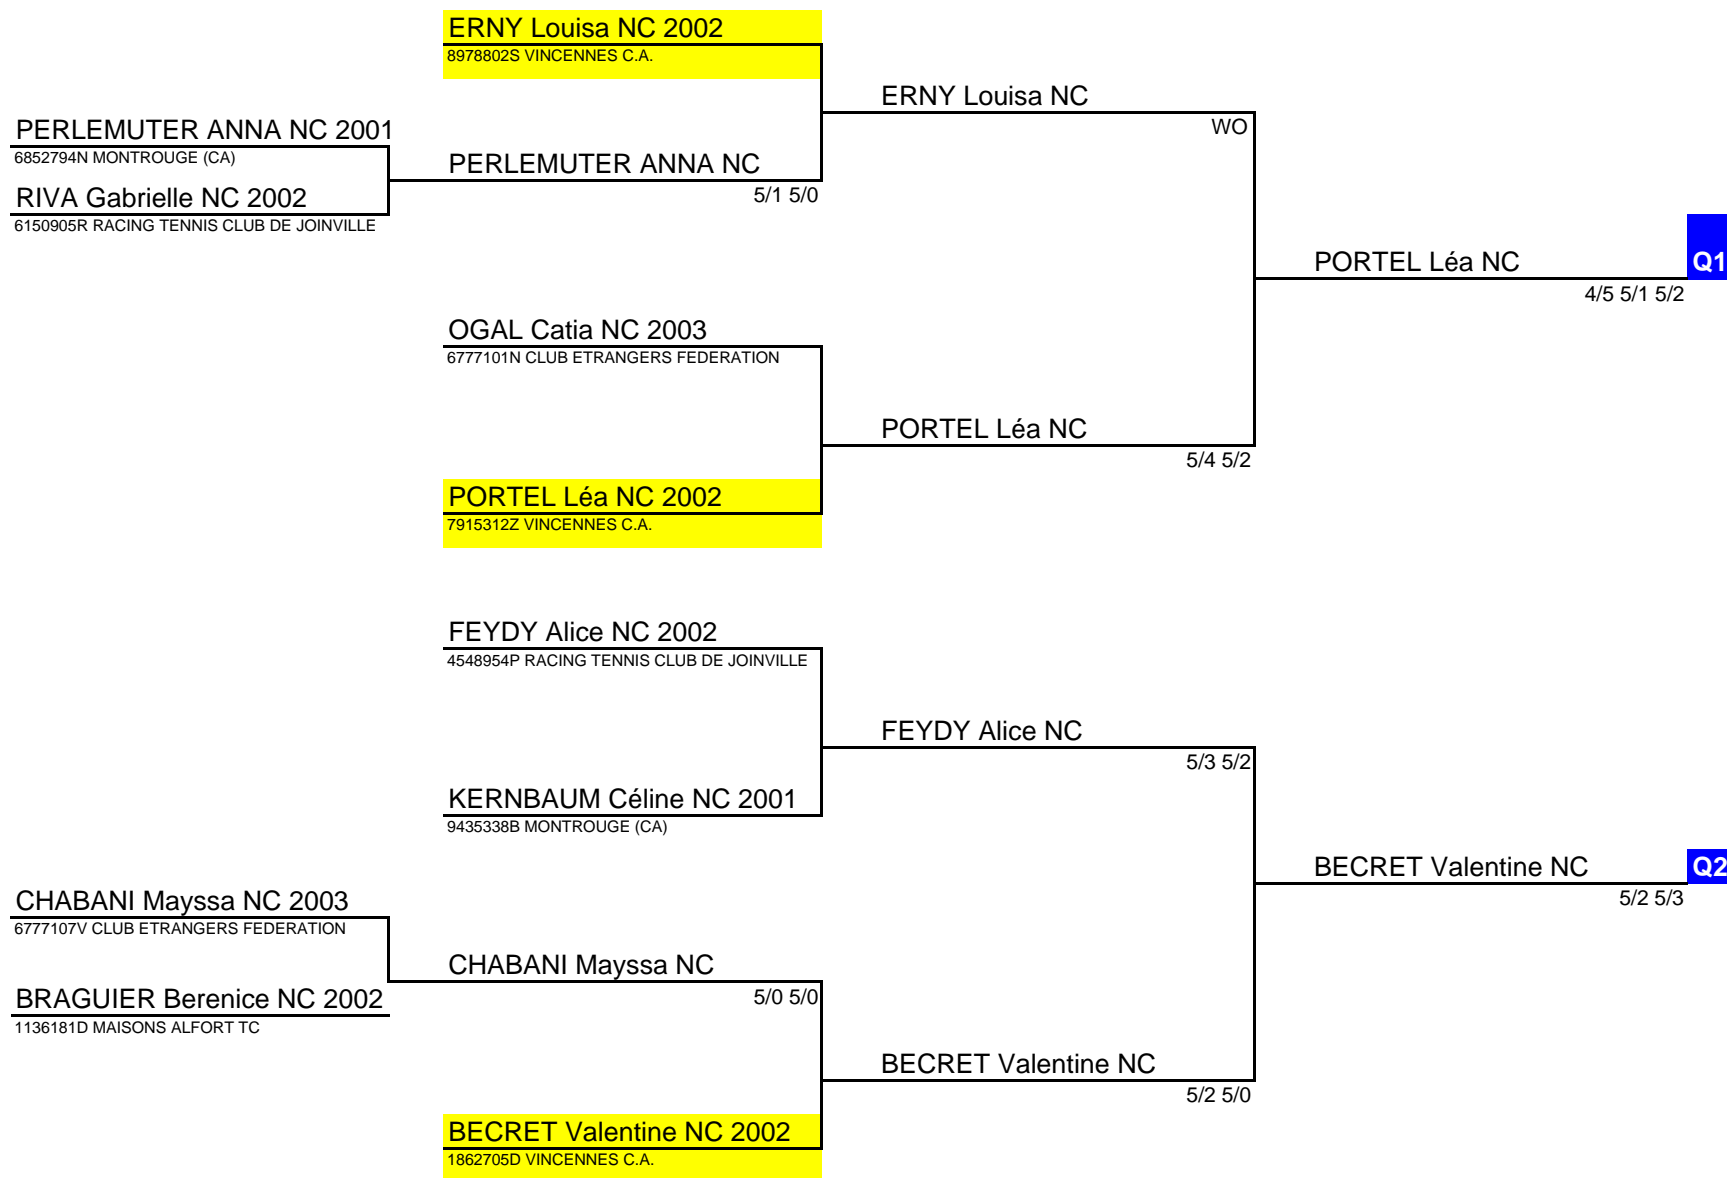 ERNY Louisa NC 2002
8978802S VINCENNES C.A.
ERNY Louisa NC
WO
PERLEMUTER ANNA NC 2001
6852794N MONTROUGE (CA)
PERLEMUTER ANNA NC
5/1 5/0
RIVA Gabrielle NC 2002
6150905R RACING TENNIS CLUB DE JOINVILLE
PORTEL Léa NC
Q1
4/5 5/1 5/2
OGAL Catia NC 2003
6777101N CLUB ETRANGERS FEDERATION
PORTEL Léa NC
5/4 5/2
PORTEL Léa NC 2002
7915312Z VINCENNES C.A.
FEYDY Alice NC 2002
4548954P RACING TENNIS CLUB DE JOINVILLE
FEYDY Alice NC
5/3 5/2
KERNBAUM Céline NC 2001
9435338B MONTROUGE (CA)
BECRET Valentine NC
Q2
5/2 5/3
CHABANI Mayssa NC 2003
6777107V CLUB ETRANGERS FEDERATION
CHABANI Mayssa NC
5/0 5/0
BRAGUIER Berenice NC 2002
1136181D MAISONS ALFORT TC
BECRET Valentine NC
5/2 5/0
BECRET Valentine NC 2002
1862705D VINCENNES C.A.